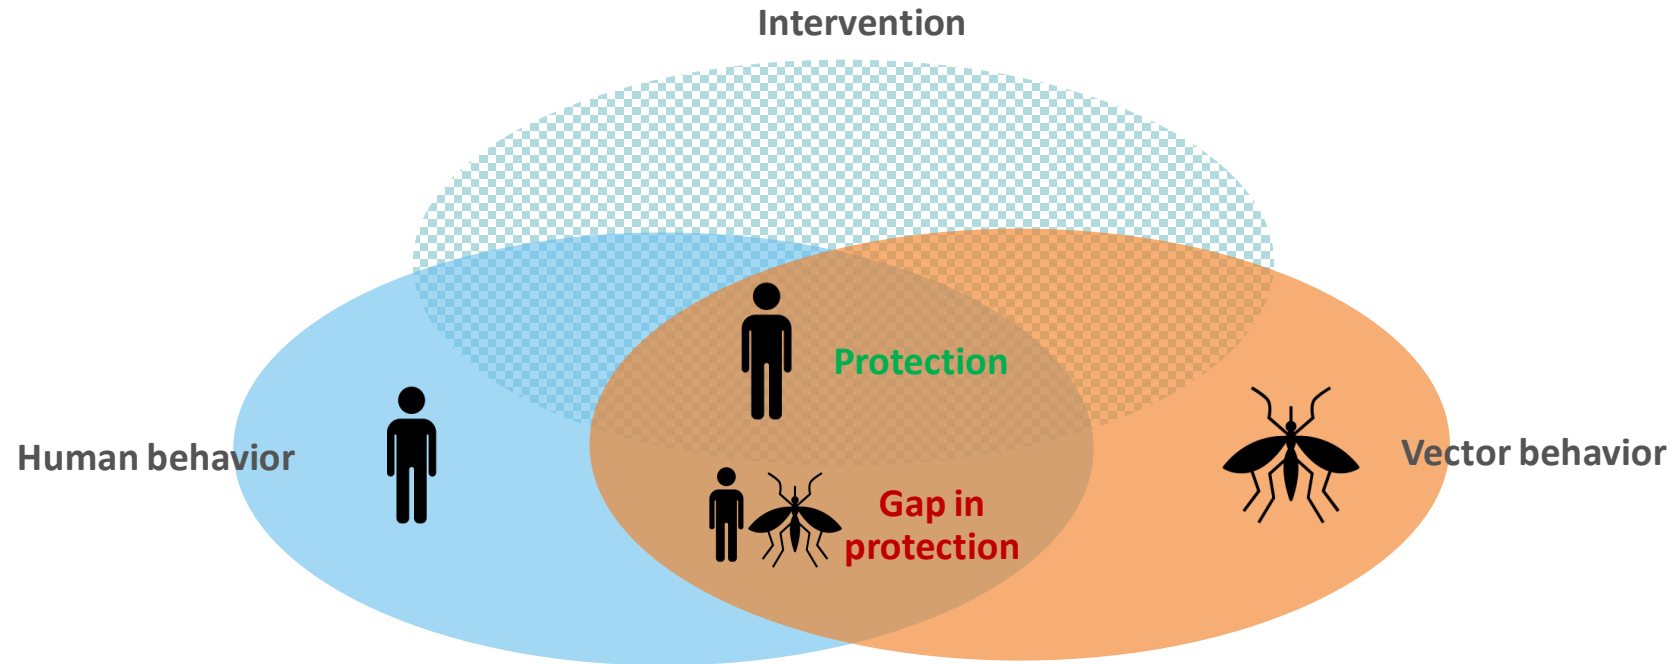 Intervention
Protection
Human behavior
Vector behavior
Gap in
protection